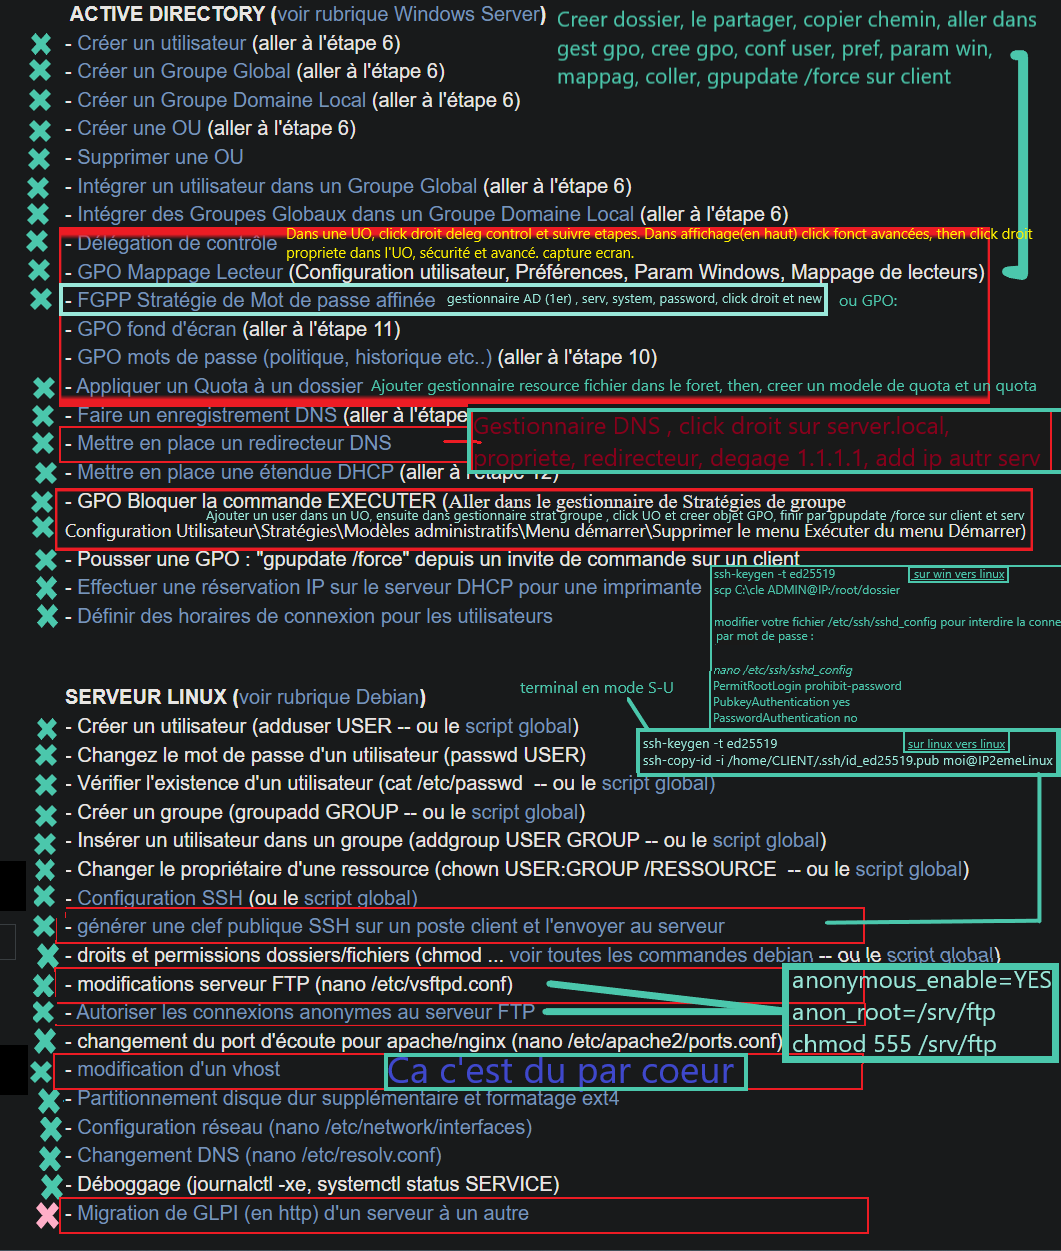 ACTIVE DIRECTORY (voir rubrique Windows Server)
Creer dossier, le partager, copier chemin, aller dans
gest gpo, cree gpo, conf user, pref, param win,
mappag, coller, gpupdate /force sur client
- Créer un utilisateur (aller à l'étape 6)
- Créer un Groupe Global (aller à l'étape 6)
- Créer un Groupe Domaine Local (aller à l'étape 6)
- Créer une OU (aller à l'étape 6)
- Supprimer une OU
- Intégrer un utilisateur dans un Groupe Global (aller à l'étape 6)
- Intégrer des Groupes Globaux dans un Groupe Domaine Local (aller à l'étape 6)
- Délégation de contrôle
Dans une UO, click droit deleg control et suivre etapes. Dans affichage(en haut) click fonct avancées, then click droit
propriete dans l'UO, sécurité et avancé. capture ecran.
- GPO Mappage Lecteur (Configuration utilisateur, Préférences, Param Windows, Mappage de lecteurs)
- FGPP Stratégie de Mot de passe affinée gestionnaire AD (1er) , serv, system, password, click droit et new
ou GPO:
- GPO fond d'écran (aller à l'étape 11)
- GPO mots de passe (politique, historique etc..) (aller à l'étape 10)
- Appliquer un Quota à un dossier Ajouter gestionnaire resource fichier dans le foret, then, creer un modele de quota et un quota
- Faire un enregistrement DNS (aller à l'étape
- Mettre en place un redirecteur DNS
Gestionnaire DNS , click droit sur server.local,
propriete, redirecteur, degage 1.1.1.1, add ip autr serv
- Mettre en place une étendue DHCP (aller à l'étape 12)
- GPO Bloquer la commande EXECUTER (Aller dans le gestionnaire de Stratégies de groupe
Ajouter un user dans un UO, ensuite dans gestionnaire strat groupe , click UO et creer objet GPO, finir par gpupdate /force sur client et serv
Configuration Utilisateur\Stratégies\Modèles administratifs\Menu démarrer\Supprimer le menu Exécuter du menu Démarrer)
- Pousser une GPO : "gpupdate /force" depuis un invite de commande sur un client
- Effectuer une réservation IP sur le serveur DHCP pour une imprimante
- Définir des horaires de connexion pour les utilisateurs
ssh-keygen -t ed25519 sur win vers linux
scp C:\cle ADMIN@IP:/root/dossier
modifier votre fichier /etc/ssh/sshd_config pour interdire la conne
par mot de passe :
nano /etc/ssh/sshd_config
PermitRootLogin prohibit-password
PubkeyAuthentication yes
PasswordAuthentication no
SERVEUR LINUX (voir rubrique Debian)
terminal en mode S-U
ssh-keygen -t ed25519 sur linux vers linux
ssh-copy-id -i /home/CLIENT/.ssh/id_ed25519.pub moi@IP2emeLinux
- Créer un utilisateur (adduser USER -- ou le script global)
- Changez le mot de passe d'un utilisateur (passwd USER)
- Vérifier l'existence d'un utilisateur (cat /etc/passwd -- ou le script global)
- Créer un groupe (groupadd GROUP -- ou le script global)
- Insérer un utilisateur dans un groupe (addgroup USER GROUP -- ou le script global)
- Changer le propriétaire d'une ressource (chown USER:GROUP /RESSOURCE -- ou le script global)
- Configuration SSH (ou le script global)
- générer une clef publique SSH sur un poste client et l'envoyer au serveur
- droits et permissions dossiers/fichiers (chmod ... voir toutes les commandes debian -- ou le script global)
- modifications serveur FTP (nano /etc/vsftpd.conf)
- Autoriser les connexions anonymes au serveur FTP
anonymous_enable=YES
anon_root=/srv/ftp
chmod 555 /srv/ftp
- changement du port d'écoute pour apache/nginx (nano /etc/apache2/ports.conf)
- modification d'un vhost
Ca c'est du par coeur
- Partitionnement disque dur supplémentaire et formatage ext4
- Configuration réseau (nano /etc/network/interfaces)
- Changement DNS (nano /etc/resolv.conf)
- Déboggage (journalctl -xe, systemctl status SERVICE)
- Migration de GLPI (en http) d'un serveur à un autre